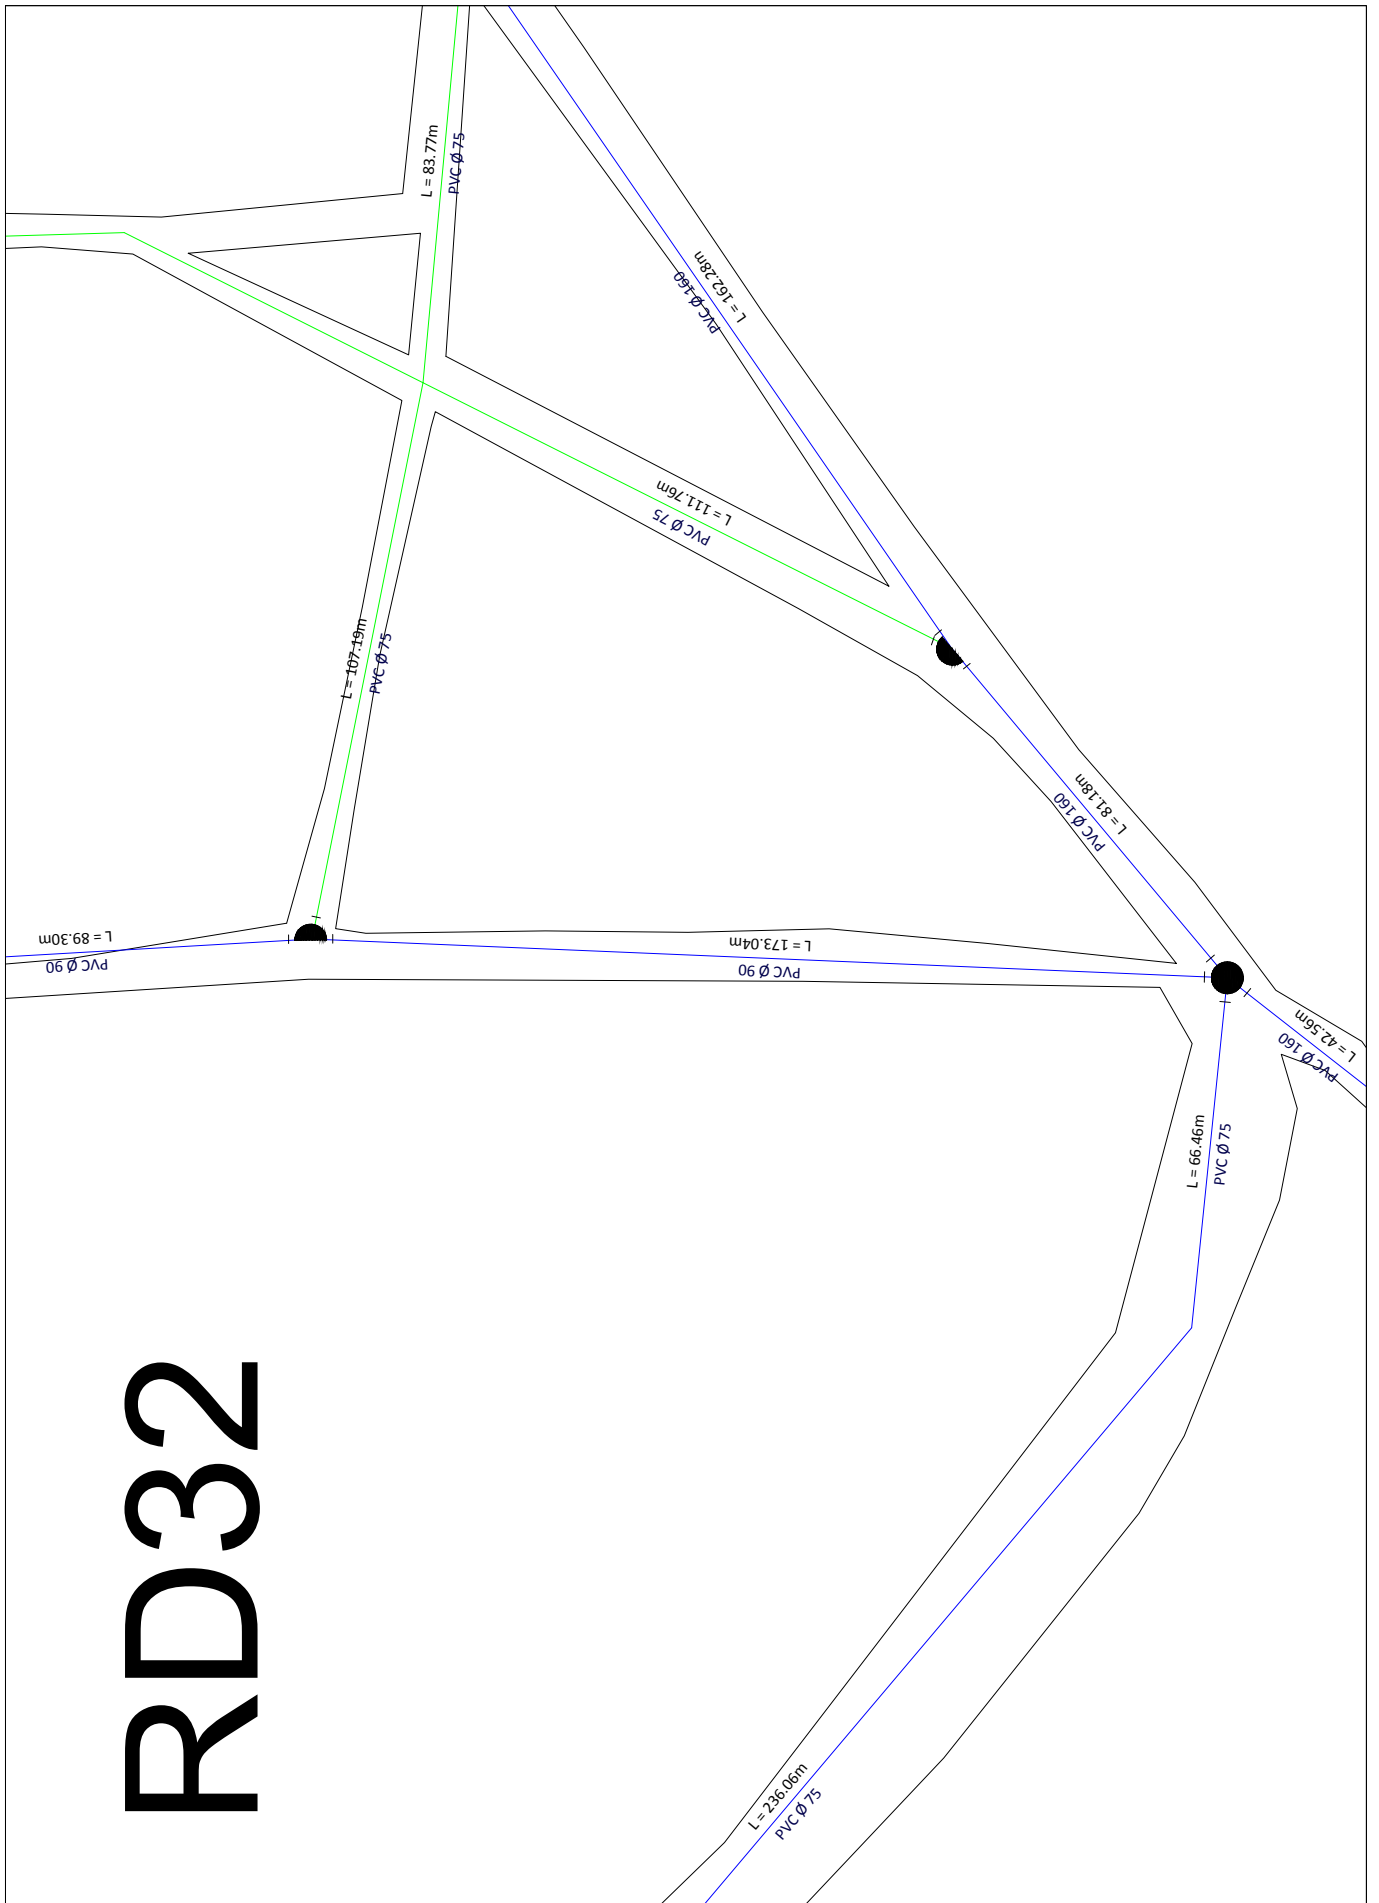 L = 83.77m
PVC Ø 75
L = 162.28m
PVC Ø 160
L = 111.76m
PVC Ø 75
L = 107.19m
PVC Ø 75
L = 81.18m
PVC Ø 160
L = 89.30m
PVC Ø 90
L = 173.04m
PVC Ø 90
L = 42.56m
PVC Ø 160
L = 66.46m
PVC Ø 75
RD32
L = 236.06m
PVC Ø 75